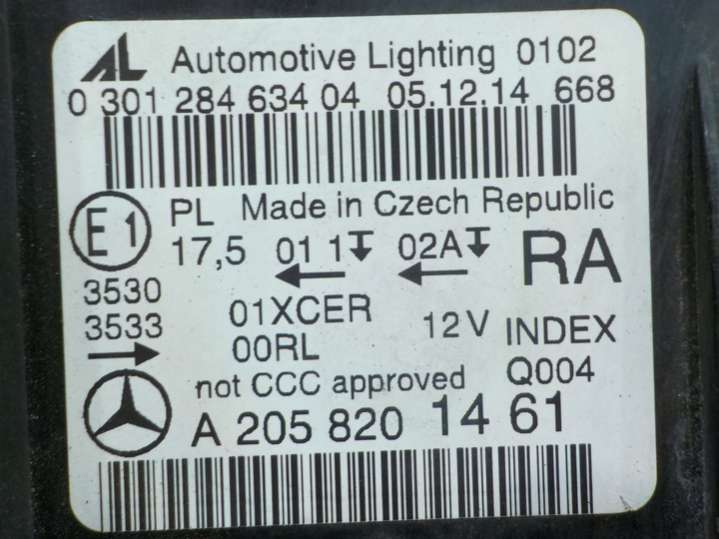 AL Automotive Lighting 0102
0 301 284 634 04 05.12.14 668
E1 PL Made in Czech Republic
17,5 01 1 02A RA
3530 01XCER
3533 00RL 12V INDEX
not CCC approved Q004
A 205 820 14 61